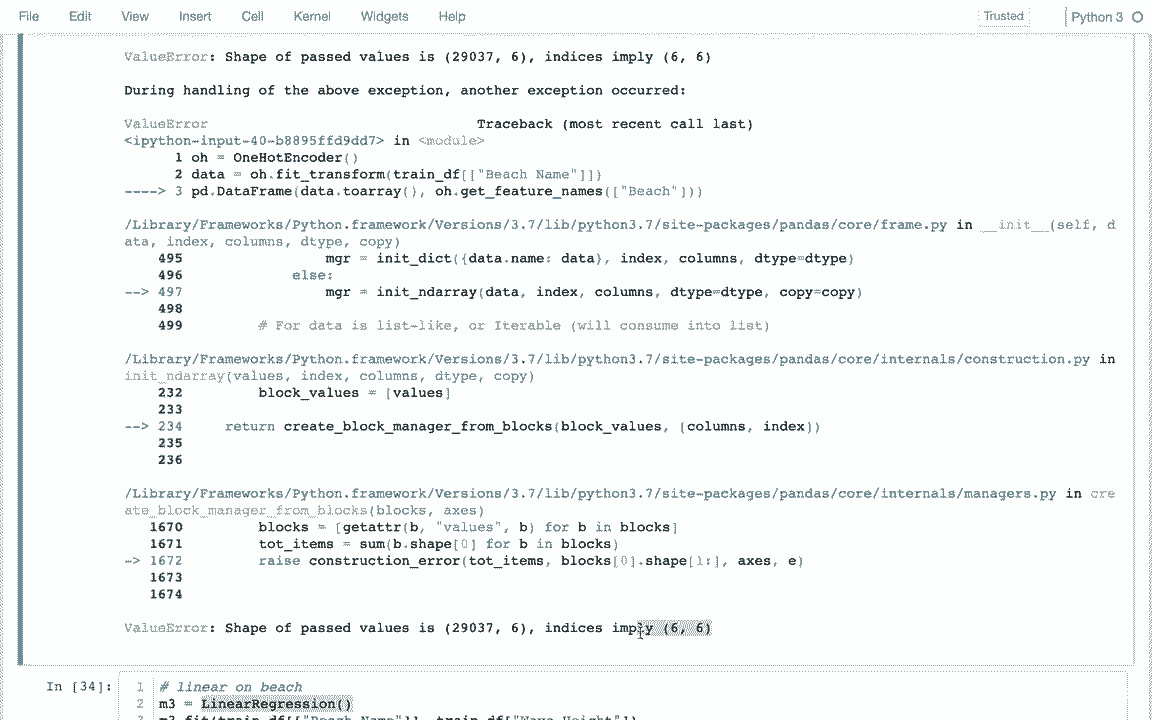 File Edit View Insert Cell Kernel Widgets Help Trusted Python 3
ValueError: Shape of passed values is (29037, 6), indices imply (6, 6)
During handling of the above exception, another exception occurred:
ValueError Traceback (most recent call last)
<ipython-input-40-b8895ffd9dd7> in <module>
1 oh = OneHotEncoder()
2 data = oh.fit_transform(train_df[["Beach Name"]])
----> 3 pd.DataFrame(data.toarray(), oh.get_feature_names(["Beach"]))
/Library/Frameworks/Python.framework/Versions/3.7/lib/python3.7/site-packages/pandas/core/frame.py in __init__(self, d
ata, index, columns, dtype, copy)
495 mgr = init_dict({data.name: data}, index, columns, dtype=dtype)
496 else:
--> 497 mgr = init_ndarray(data, index, columns, dtype=dtype, copy=copy)
498
499 # For data is list-like, or Iterable (will consume into list)
/Library/Frameworks/Python.framework/Versions/3.7/lib/python3.7/site-packages/pandas/core/internals/construction.py in
init_ndarray(values, index, columns, dtype, copy)
232 block_values = [values]
233
--> 234 return create_block_manager_from_blocks(block_values, [columns, index])
235
236
/Library/Frameworks/Python.framework/Versions/3.7/lib/python3.7/site-packages/pandas/core/internals/managers.py in cre
ate_block_manager_from_blocks(blocks, axes)
1670 blocks = [getattr(b, "values", b) for b in blocks]
1671 tot_items = sum(b.shape[0] for b in blocks)
-> 1672 raise construction_error(tot_items, blocks[0].shape[1:], axes, e)
1673
1674
ValueError: Shape of passed values is (29037, 6), indices imply (6, 6)
In [34]: 1 # linear on beach
2 m3 = LinearRegression()
m3.fit(train_df[["Beach Name"]], train_df["Wave Height"])